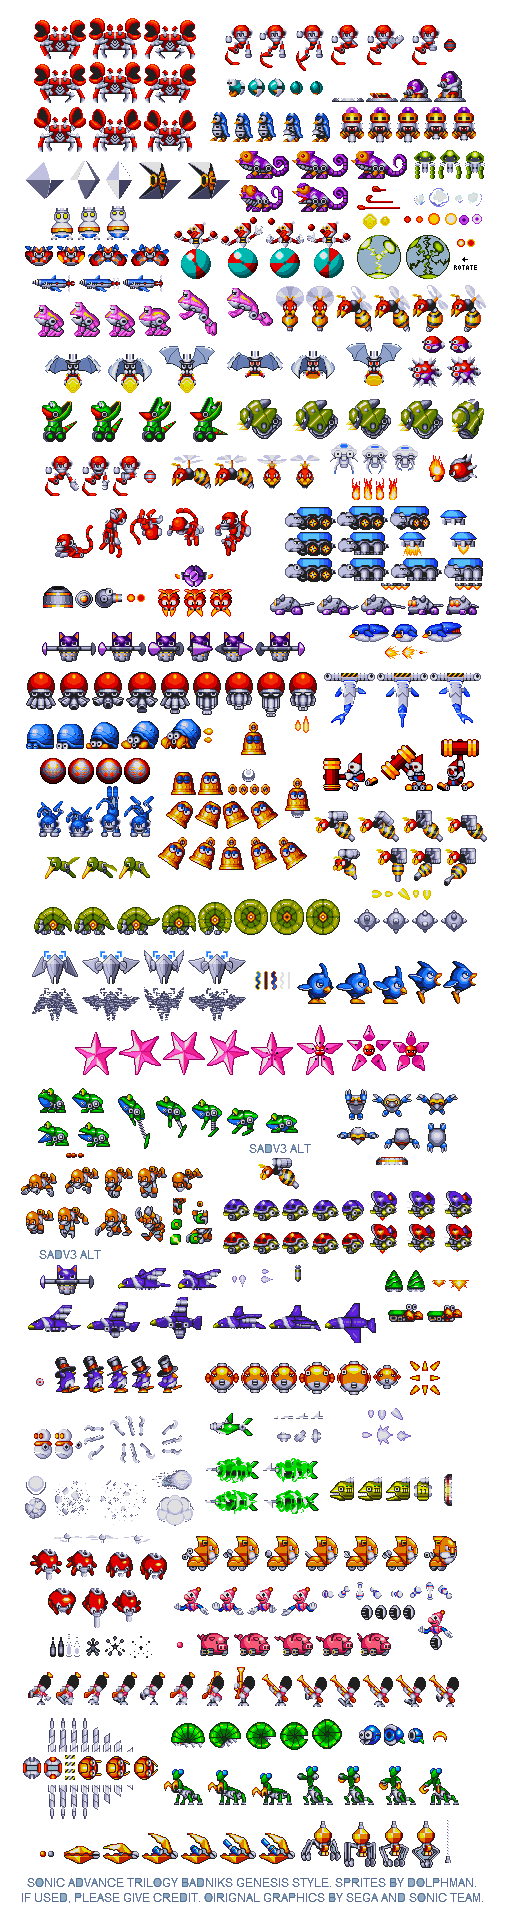 ROTATE
SADV3 ALT
SADV3 ALT
SONIC ADVANCE TRILOGY BADNIKS GENESIS STYLE. SPRITES BY DOLPHMAN.
IF USED, PLEASE GIVE CREDIT. OIRIGNAL GRAPHICS BY SEGA AND SONIC TEAM.